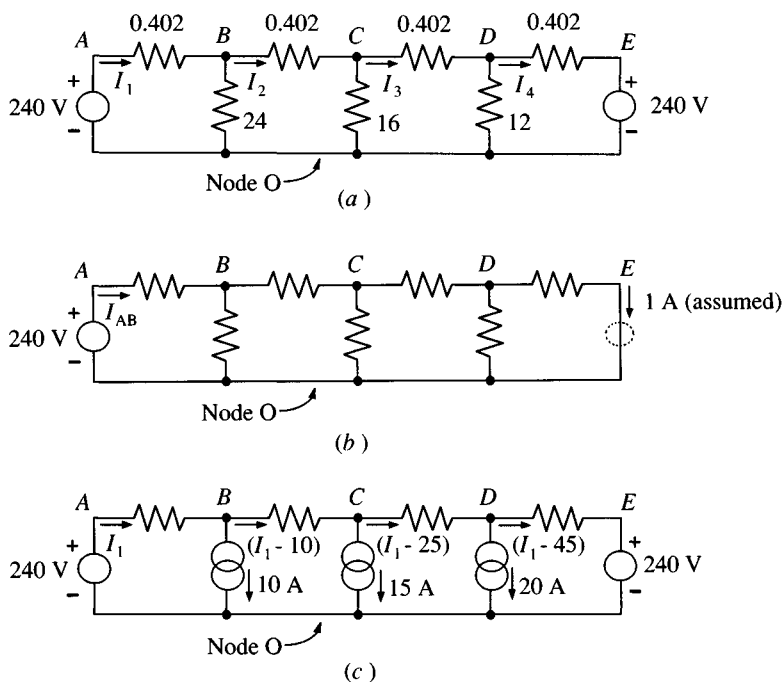 0.402 0.402 0.402 0.402
A B C D E
I₁ I₂ I₃ I₄
+ +
240 V 24 16 12 240 V
− −
Node O
(a)
A B C D E
I_AB 1 A (assumed)
+
240 V
−
Node O
(b)
A B C D E
I₁ (I₁ - 10) (I₁ - 25) (I₁ - 45)
+ +
240 V 10 A 15 A 20 A 240 V
− −
Node O
(c)